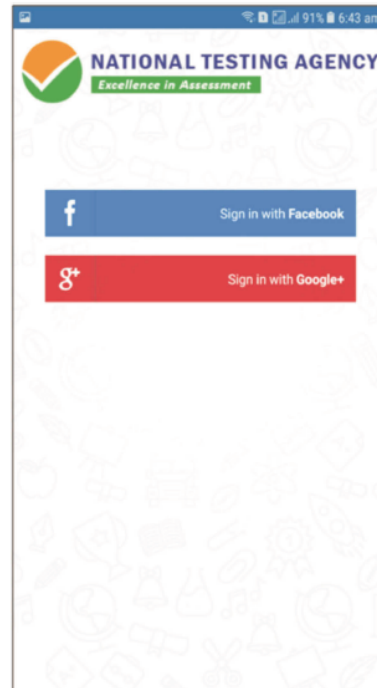 91% 6:43 am
NATIONAL TESTING AGENCY
Excellence in Assessment
f Sign in with Facebook
g+ Sign in with Google+